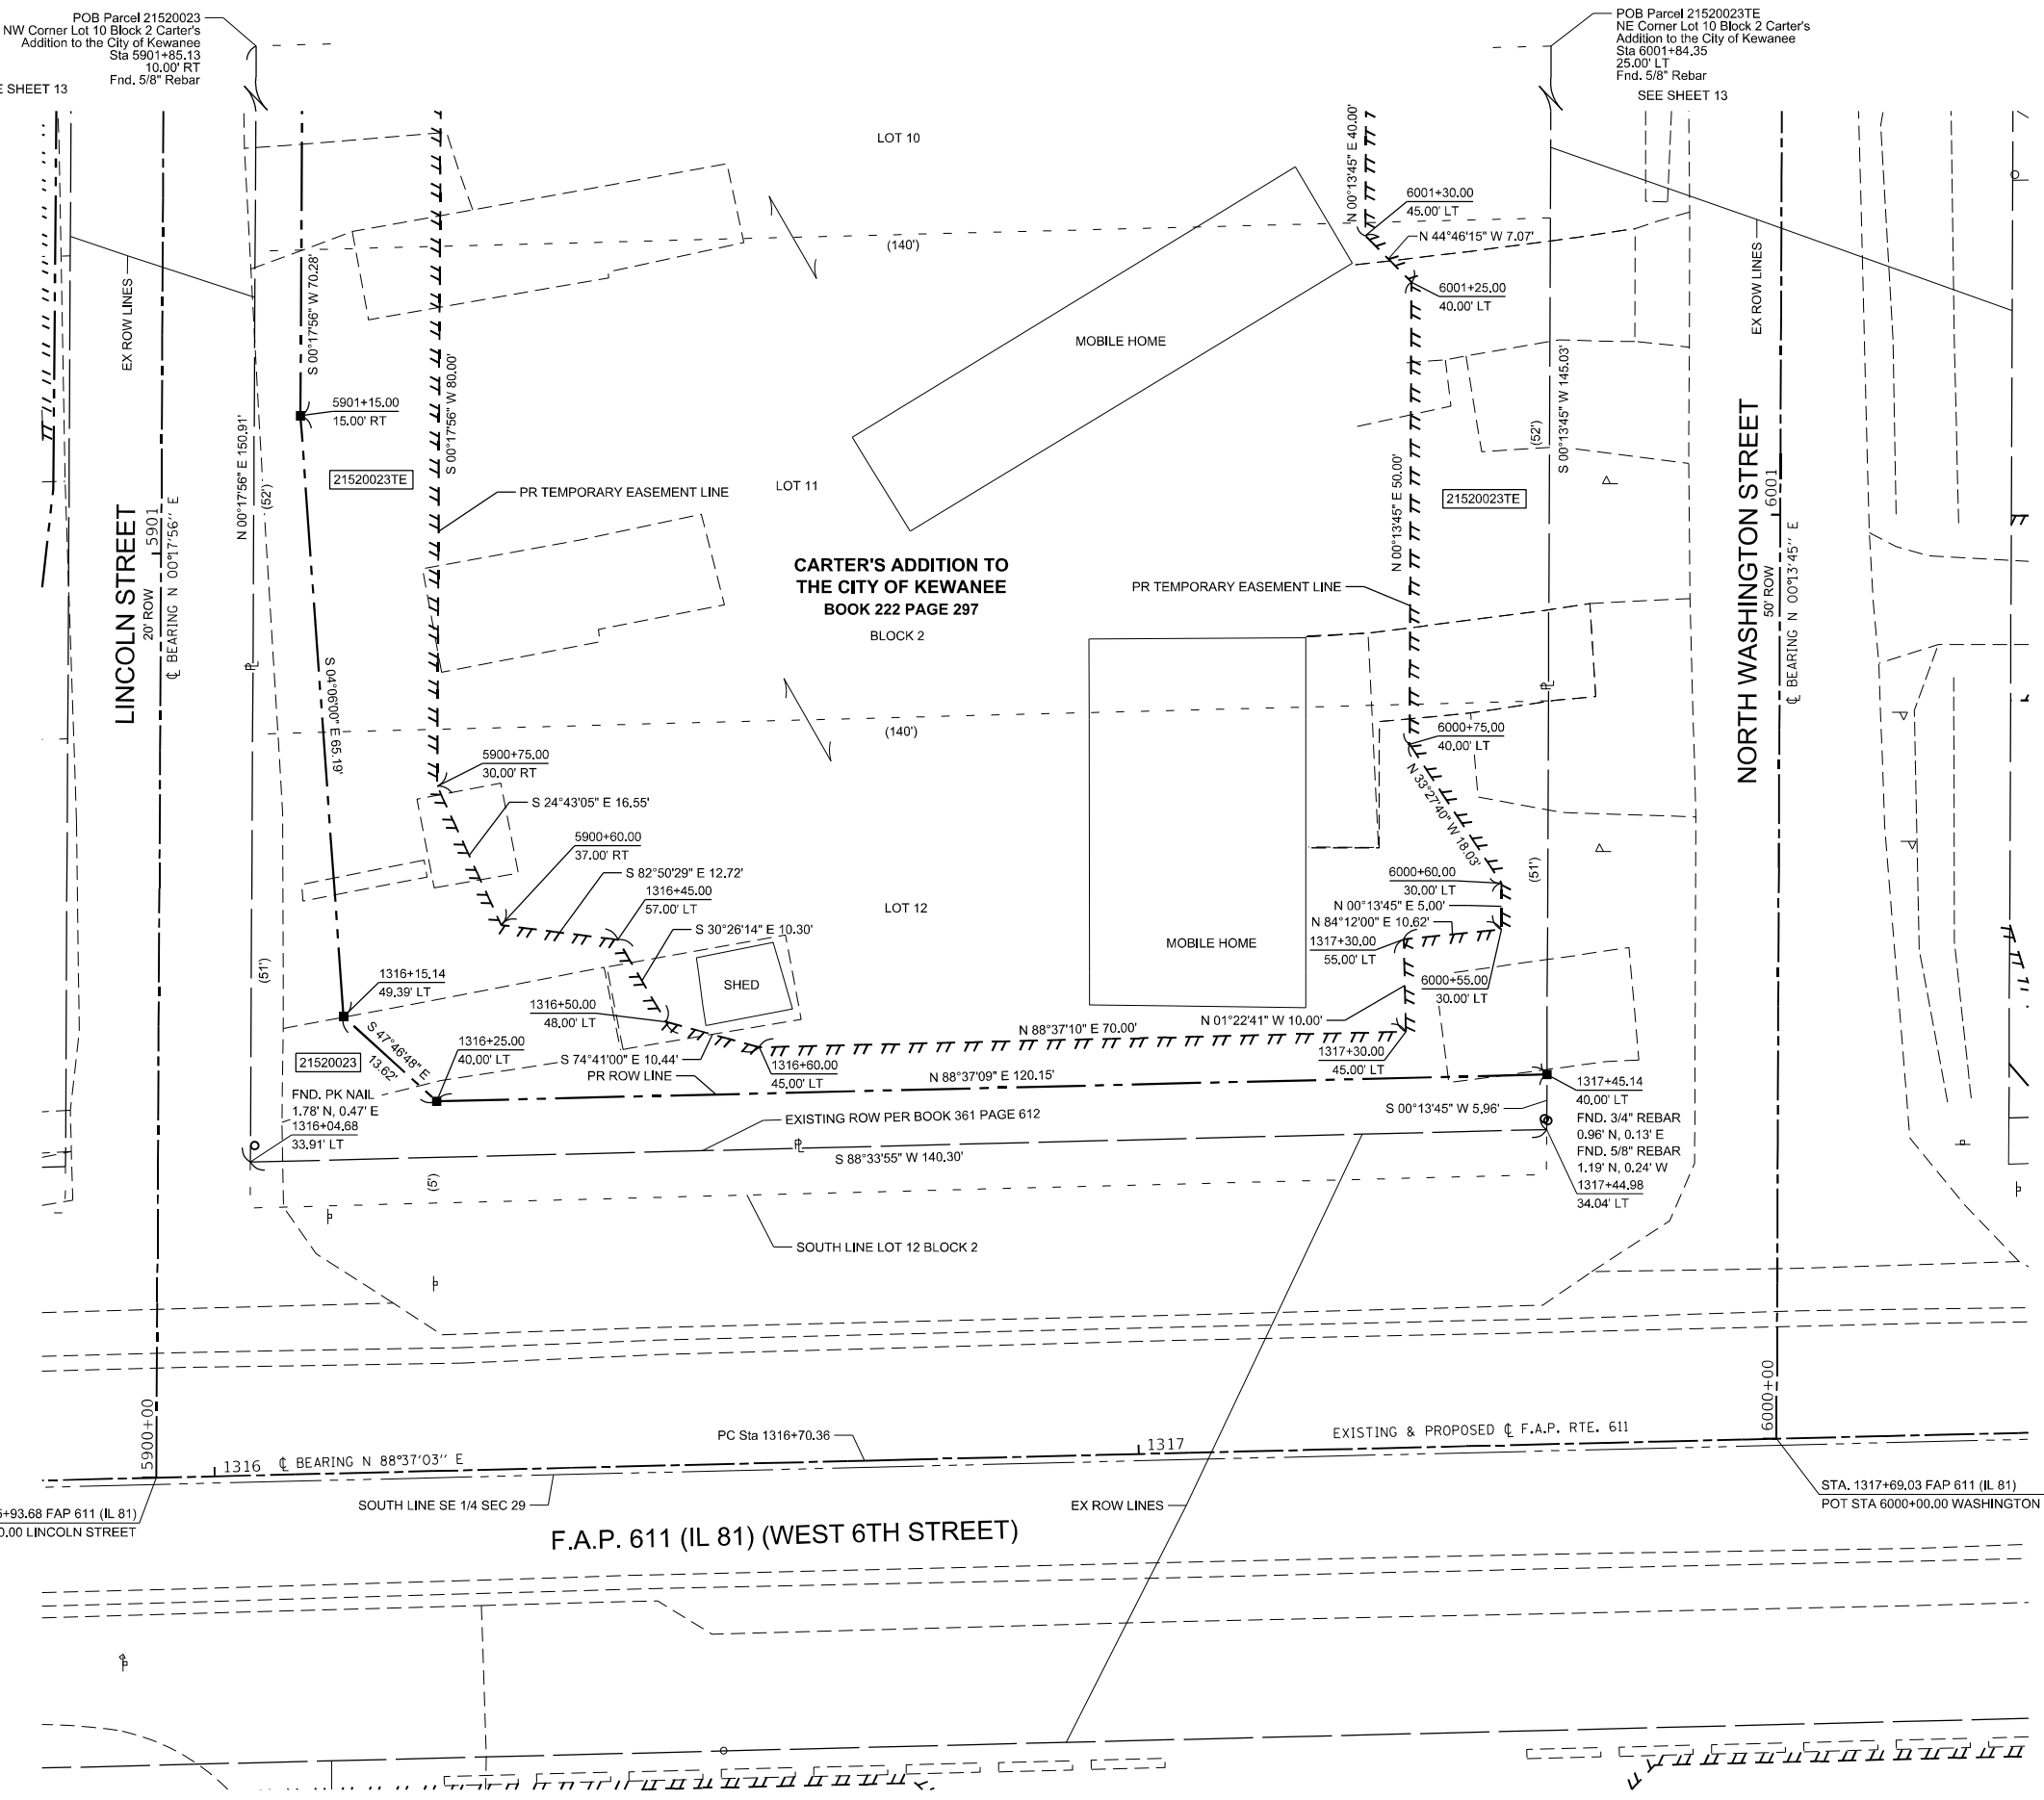 POB Parcel 21520023
NW Corner Lot 10 Block 2 Carter's
Addition to the City of Kewanee
Sta 5901+85.13
10.00' RT
Fnd. 5/8" Rebar
SHEET 13
POB Parcel 21520023TE
NE Corner Lot 10 Block 2 Carter's
Addition to the City of Kewanee
Sta 6001+84.35
25.00' LT
Fnd. 5/8" Rebar
SEE SHEET 13
LOT 10
N 00°13'45" E 40.00'
6001+30.00
45.00' LT
N 44°46'15" W 7.07'
(140')
6001+25.00
40.00' LT
EX ROW LINES
S 00°17'56" W 70.28'
EX ROW LINES
MOBILE HOME
S 00°17'56" W 80.00'
S 00°13'45" W 145.03'
(52')
5901+15.00
15.00' RT
N 00°17'56" E 150.91'
(52')
21520023TE
PR TEMPORARY EASEMENT LINE
LOT 11
21520023TE
N 00°13'45" E 50.00'
LINCOLN STREET
20' ROW
5901
℄ BEARING N 00°17'56'' E
CARTER'S ADDITION TO
THE CITY OF KEWANEE
BOOK 222 PAGE 297
BLOCK 2
PR TEMPORARY EASEMENT LINE
NORTH WASHINGTON STREET
50' ROW
6001
℄ BEARING N 00°13'45'' E
S 04°06'00" E 65.19'
PL
PL
(140')
5900+75.00
30.00' RT
6000+75.00
40.00' LT
S 24°43'05" E 16.55'
N 33°27'40" W 18.03'
5900+60.00
37.00' RT
S 82°50'29" E 12.72'
1316+45.00
57.00' LT
LOT 12
S 30°26'14" E 10.30'
MOBILE HOME
(51')
6000+60.00
30.00' LT
N 00°13'45" E 5.00'
N 84°12'00" E 10.62'
1317+30.00
55.00' LT
(51')
1316+15.14
49.39' LT
SHED
6000+55.00
30.00' LT
1316+50.00
48.00' LT
N 01°22'41" W 10.00'
N 88°37'10" E 70.00'
S 47°46'48" E
13.62'
21520023
1316+25.00
40.00' LT
S 74°41'00" E 10.44'
PR ROW LINE
1316+60.00
45.00' LT
1317+30.00
45.00' LT
N 88°37'09" E 120.15'
1317+45.14
40.00' LT
FND. 3/4" REBAR
0.96' N, 0.13' E
FND. 5/8" REBAR
1.19' N, 0.24' W
1317+44.98
34.04' LT
FND. PK NAIL
1.78' N, 0.47' E
1316+04.68
33.91' LT
S 00°13'45" W 5.96'
EXISTING ROW PER BOOK 361 PAGE 612
PL
S 88°33'55" W 140.30'
(5')
SOUTH LINE LOT 12 BLOCK 2
5900+00
6000+00
PC Sta 1316+70.36
1317
EXISTING & PROPOSED ℄ F.A.P. RTE. 611
1316
℄ BEARING N 88°37'03'' E
SOUTH LINE SE 1/4 SEC 29
EX ROW LINES
+93.68 FAP 611 (IL 81)
0.00 LINCOLN STREET
STA. 1317+69.03 FAP 611 (IL 81)
POT STA 6000+00.00 WASHINGTON
F.A.P. 611 (IL 81) (WEST 6TH STREET)